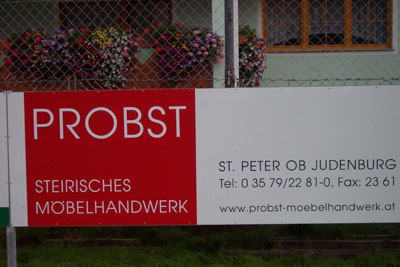 PROBST
STEIRISCHES
MÖBELHANDWERK
ST. PETER OB JUDENBURG
Tel: 0 35 79/22 81-0, Fax: 23 61
www.probst-moebelhandwerk.at